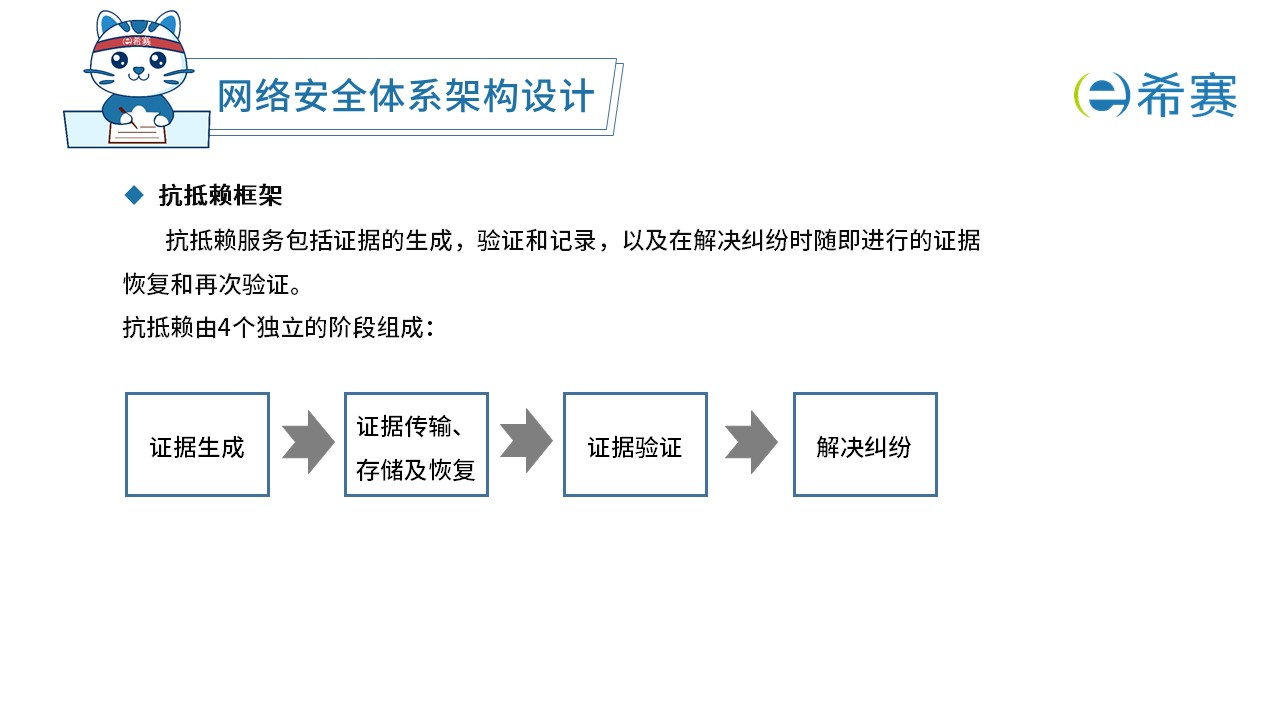 希赛
网络安全体系架构设计
希赛
抗抵赖框架
抗抵赖服务包括证据的生成，验证和记录，以及在解决纠纷时随即进行的证据
恢复和再次验证。
抗抵赖由4个独立的阶段组成：
证据生成
证据传输、
存储及恢复
证据验证
解决纠纷